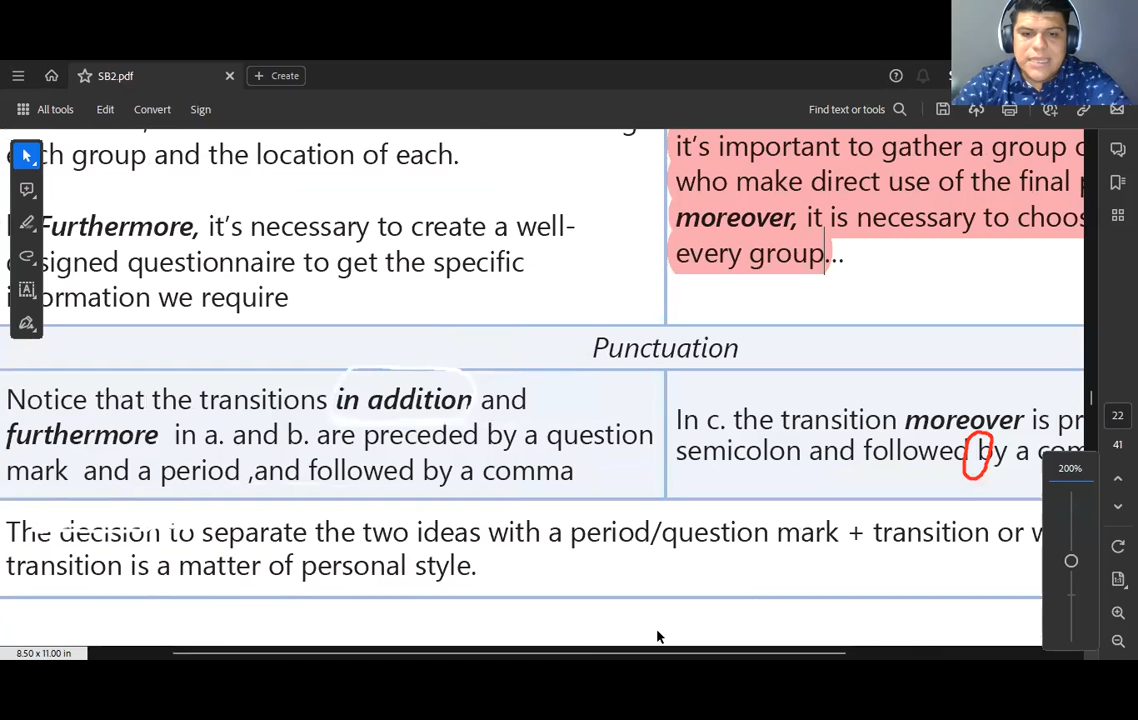 SB2.pdf
Create
All tools
Edit
Convert
Sign
Find text or tools
each group and the location of each.
Furthermore, it's necessary to create a well-
designed questionnaire to get the specific
information we require
it's important to gather a group
who make direct use of the final
moreover, it is necessary to choos
every group...
Punctuation
Notice that the transitions in addition and
furthermore in a. and b. are preceded by a question
mark and a period ,and followed by a comma
In c. the transition moreover is pr
semicolon and followed by a com
The decision to separate the two ideas with a period/question mark + transition or w
transition is a matter of personal style.
22
41
200%
8.50 x 11.00 in